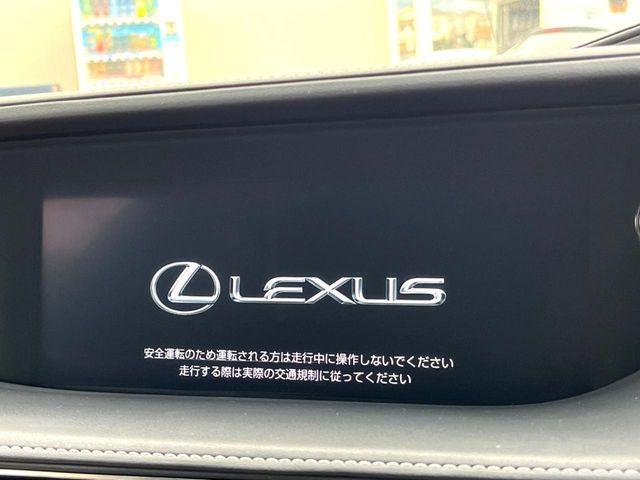 LEXUS
安全運転のため運転される方は走行中に操作しないでください
走行する際は実際の交通規制に従ってください